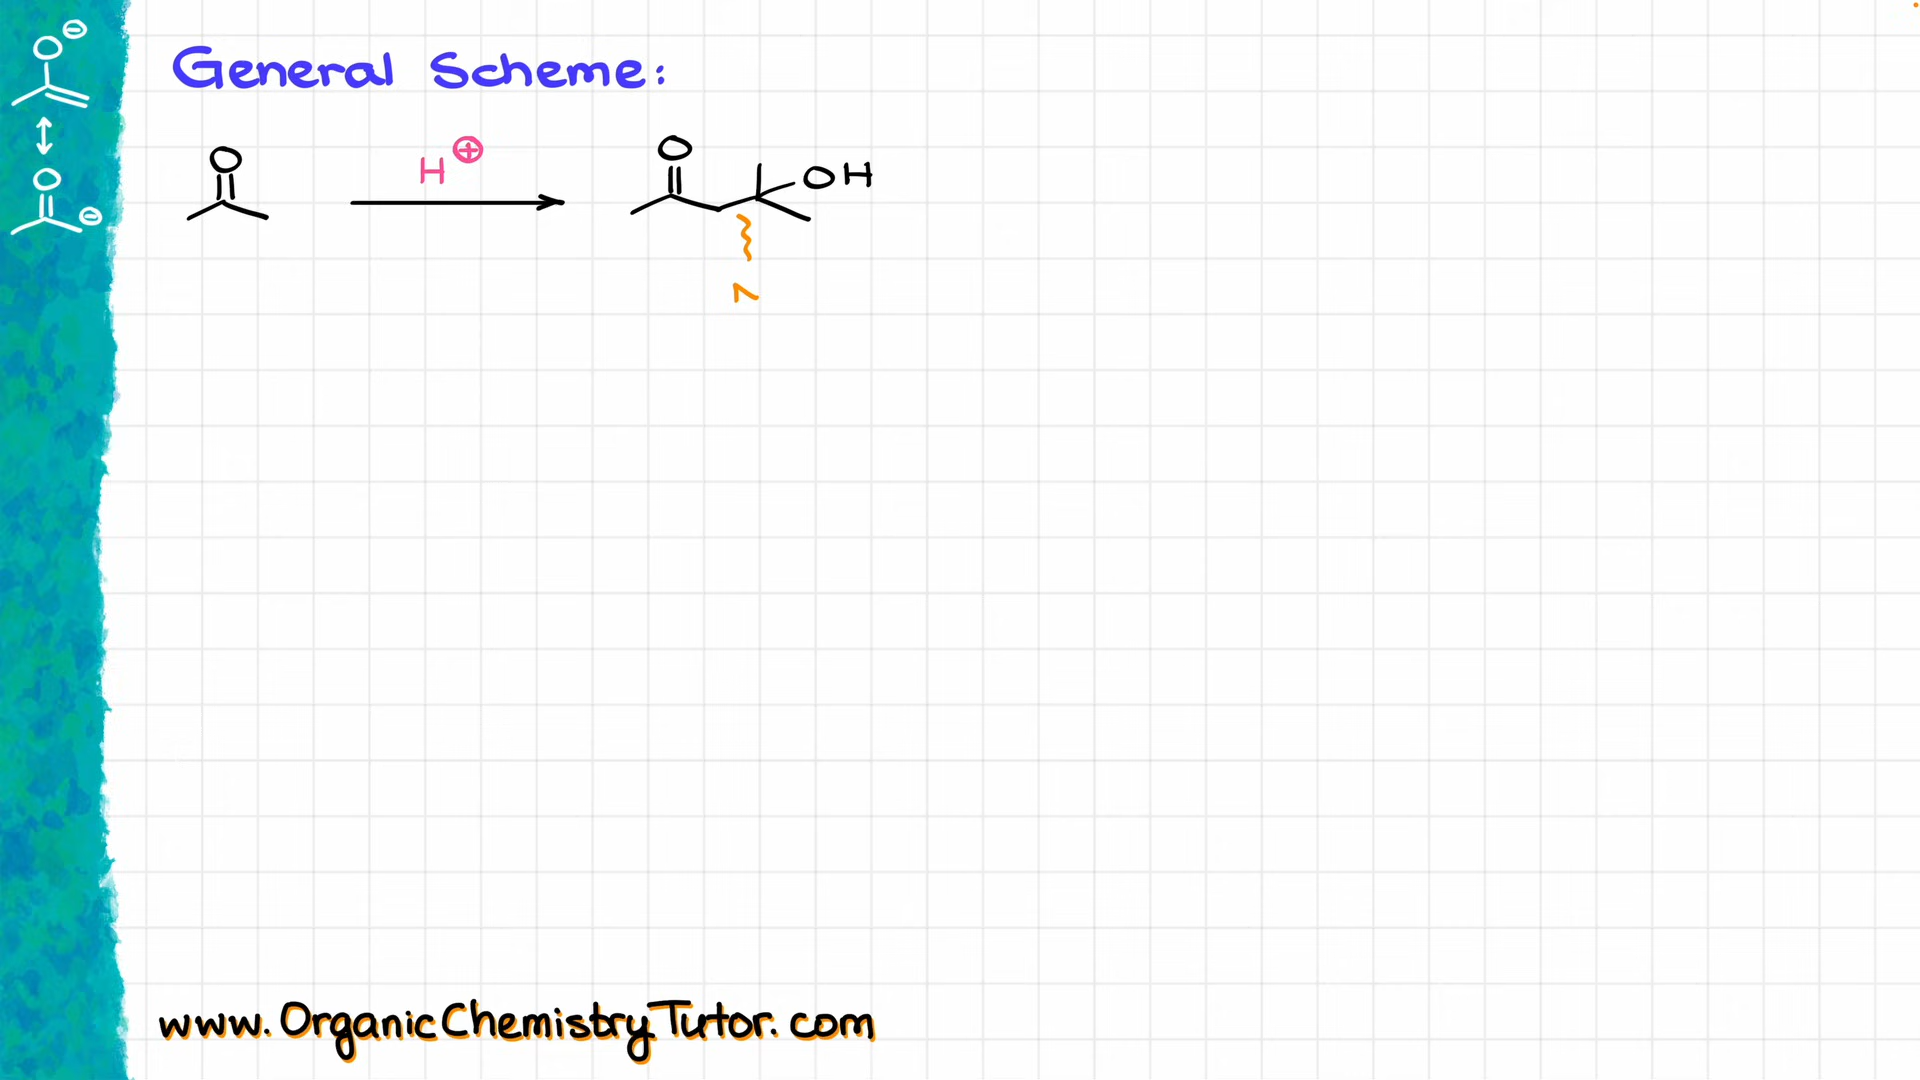 General Scheme:
O
O
H ⊕
O
OH
⊖
O
⊖
www.OrganicChemistryTutor.com